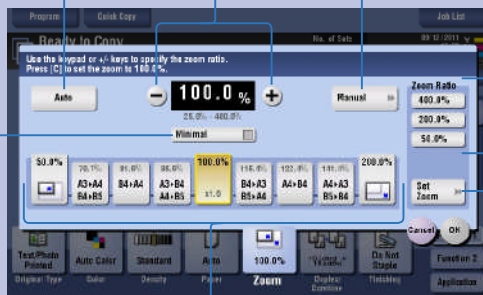 Program
Quick Copy
Job List
Ready to Copy
No. of Sets
09/12/2011
Use the keypad or +/- keys to specify the zoom ratio.
Press [C] to set the zoom to 100.0%.
Auto
100.0 %
25.0% - 400.0%
Minimal
Manual
Zoom Ratio
400.0%
200.0%
50.0%
50.0%
70.7%
A3▸A4
B4▸B5
81.6%
B4▸A4
86.6%
A3▸B4
A4▸B5
100.0%
x1.0
115.4%
B4▸A3
B5▸A4
122.4%
A4▸B4
141.4%
A4▸A3
B5▸B4
200.0%
Set
Zoom
Cancel
OK
Text/Photo
Printed
Auto Color
Standard
Auto
100.0%
Do Not
Staple
Function 2
Original Type
Color
Density
Paper
Zoom
Duplex/
Combine
Finishing
Application